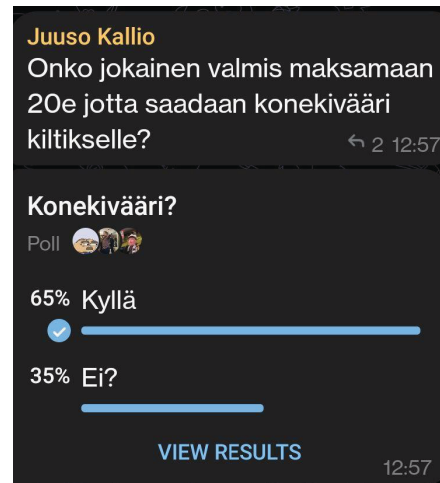 Juuso Kallio
Onko jokainen valmis maksamaan
20e jotta saadaan konekivääri
kiltikselle?
2 12:57
Konekivääri?
Poll
65% Kyllä
35% Ei?
VIEW RESULTS
12:57